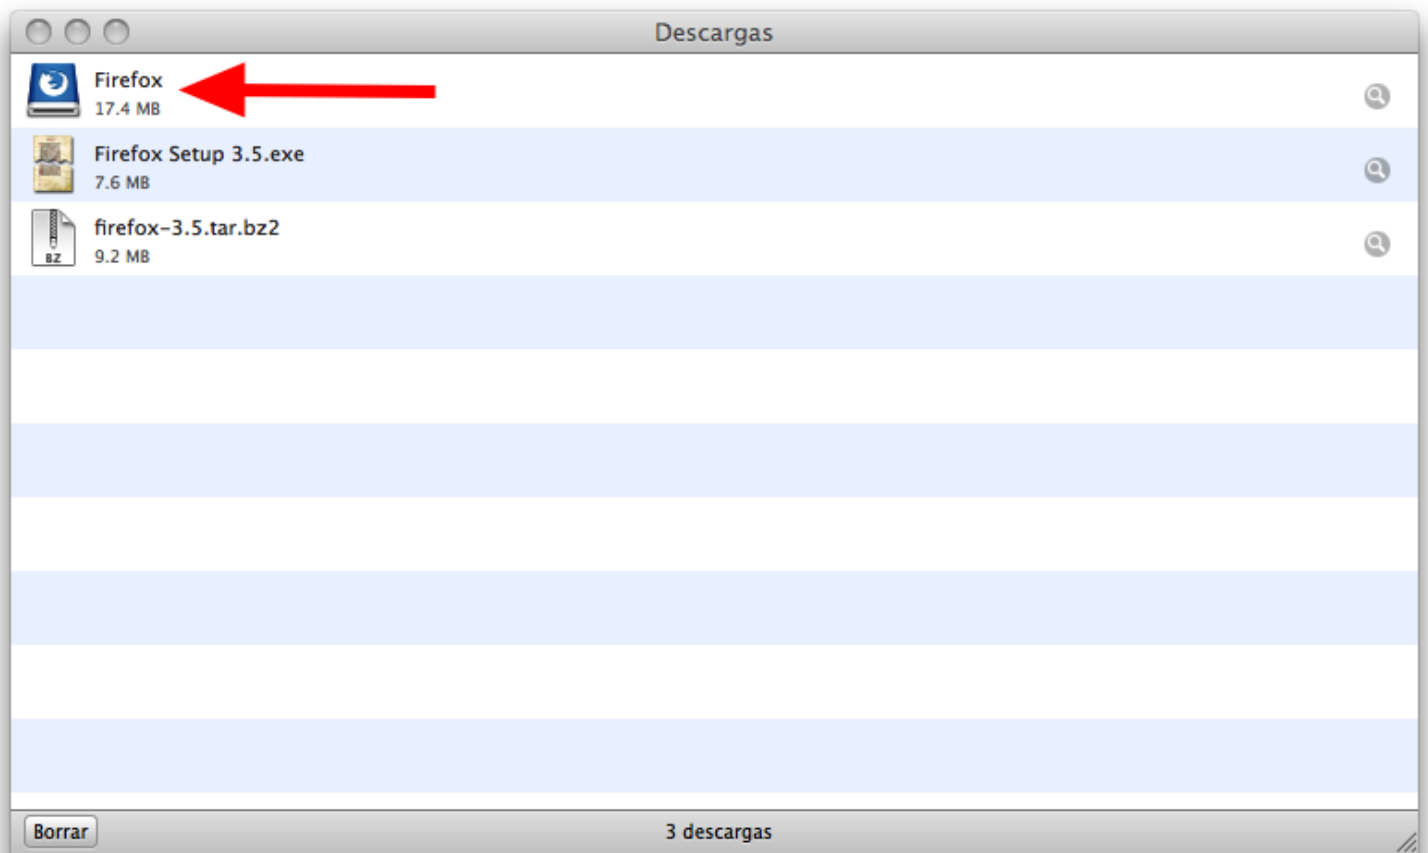 Descargas
Firefox
17.4 MB
Firefox Setup 3.5.exe
7.6 MB
firefox-3.5.tar.bz2
9.2 MB
BZ
Borrar
3 descargas